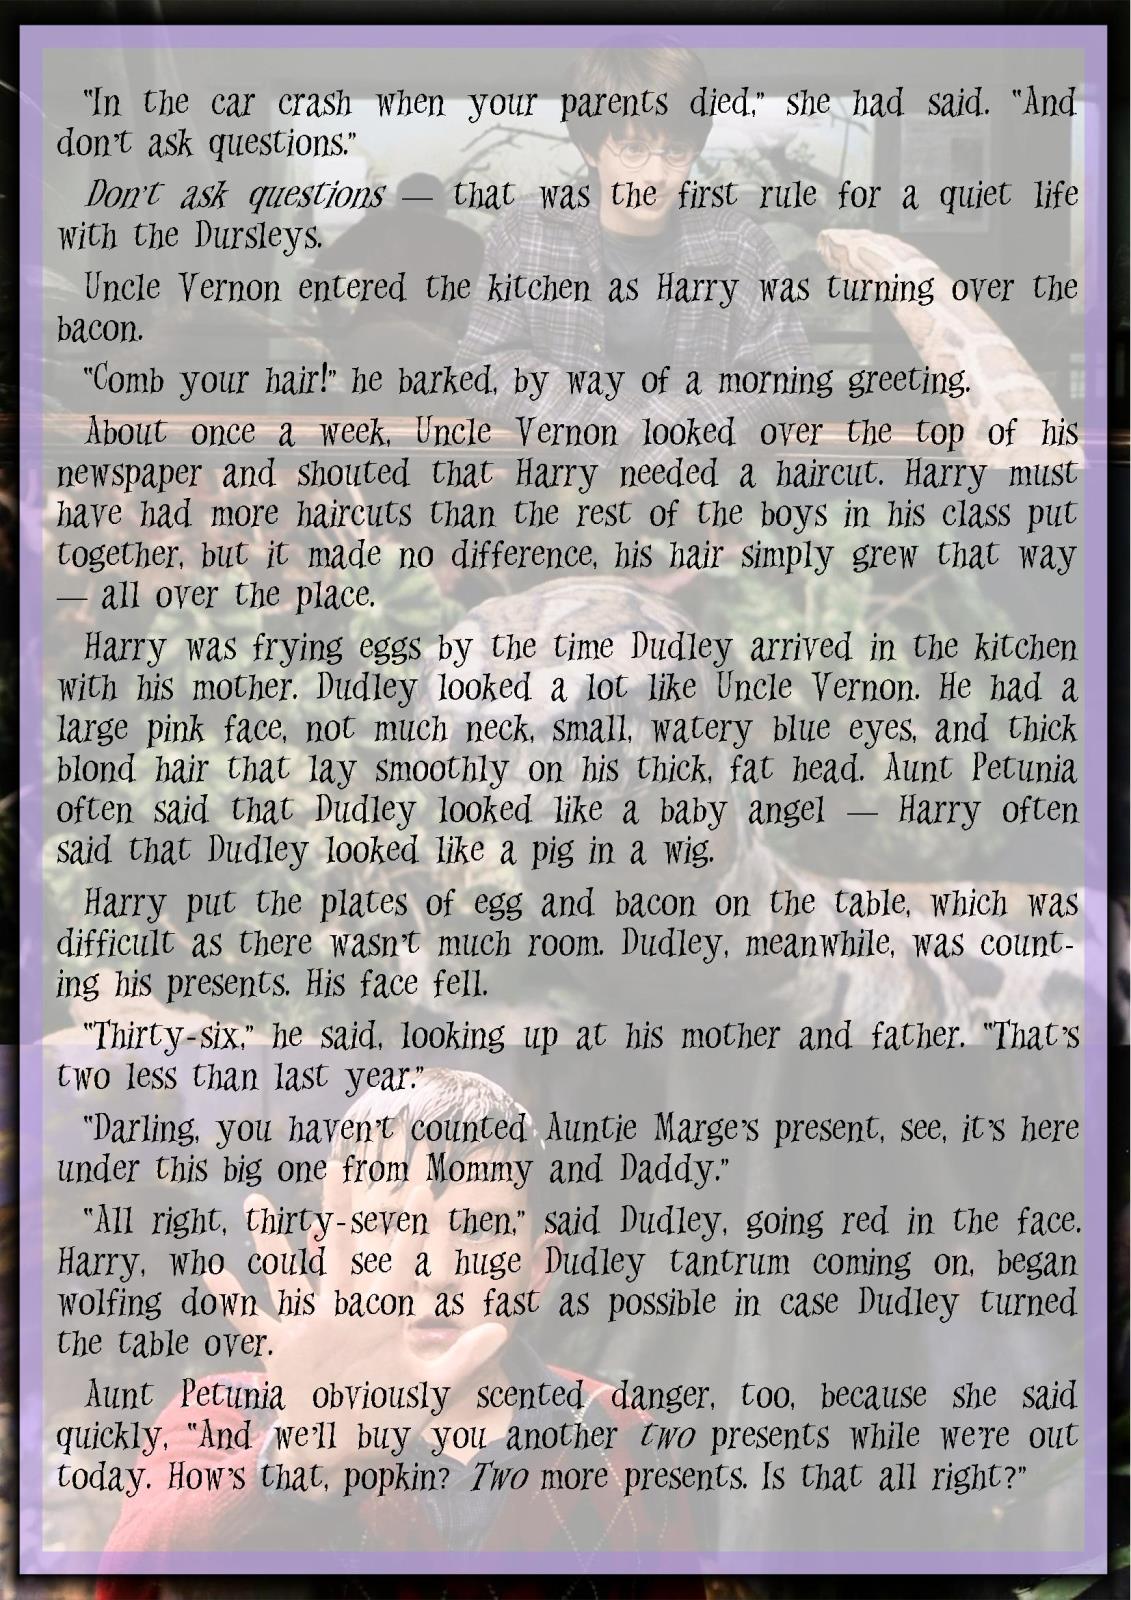 "In the car crash when your parents died," she had said. "And
don't ask questions."
Don't ask questions — that was the first rule for a quiet life
with the Dursleys.
Uncle Vernon entered the kitchen as Harry was turning over the
bacon.
"Comb your hair!" he barked, by way of a morning greeting.
About once a week, Uncle Vernon looked over the top of his
newspaper and shouted that Harry needed a haircut. Harry must
have had more haircuts than the rest of the boys in his class put
together, but it made no difference, his hair simply grew that way
— all over the place.
Harry was frying eggs by the time Dudley arrived in the kitchen
with his mother. Dudley looked a lot like Uncle Vernon. He had a
large pink face, not much neck, small, watery blue eyes, and thick
blond hair that lay smoothly on his thick, fat head. Aunt Petunia
often said that Dudley looked like a baby angel — Harry often
said that Dudley looked like a pig in a wig.
Harry put the plates of egg and bacon on the table, which was
difficult as there wasn't much room. Dudley, meanwhile, was count-
ing his presents. His face fell.
"Thirty-six," he said, looking up at his mother and father. "That's
two less than last year."
"Darling, you haven't counted Auntie Marge's present, see, it's here
under this big one from Mommy and Daddy."
"All right, thirty-seven then," said Dudley, going red in the face.
Harry, who could see a huge Dudley tantrum coming on, began
wolfing down his bacon as fast as possible in case Dudley turned
the table over.
Aunt Petunia obviously scented danger, too, because she said
quickly, "And we'll buy you another two presents while we're out
today. How's that, popkin? Two more presents. Is that all right?"